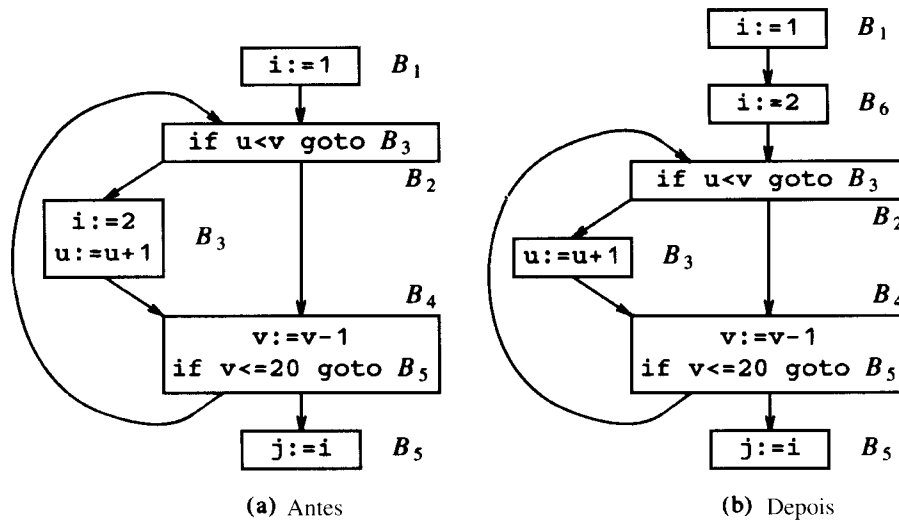 i:=1 B1
if u<v goto B3
B2
i:=2
u:=u+1
B3
B4
v:=v-1
if v<=20 goto B5
j:=i B5
(a) Antes
i:=1 B1
i:=2 B6
if u<v goto B3
B2
u:=u+1 B3
B4
v:=v-1
if v<=20 goto B5
j:=i B5
(b) Depois